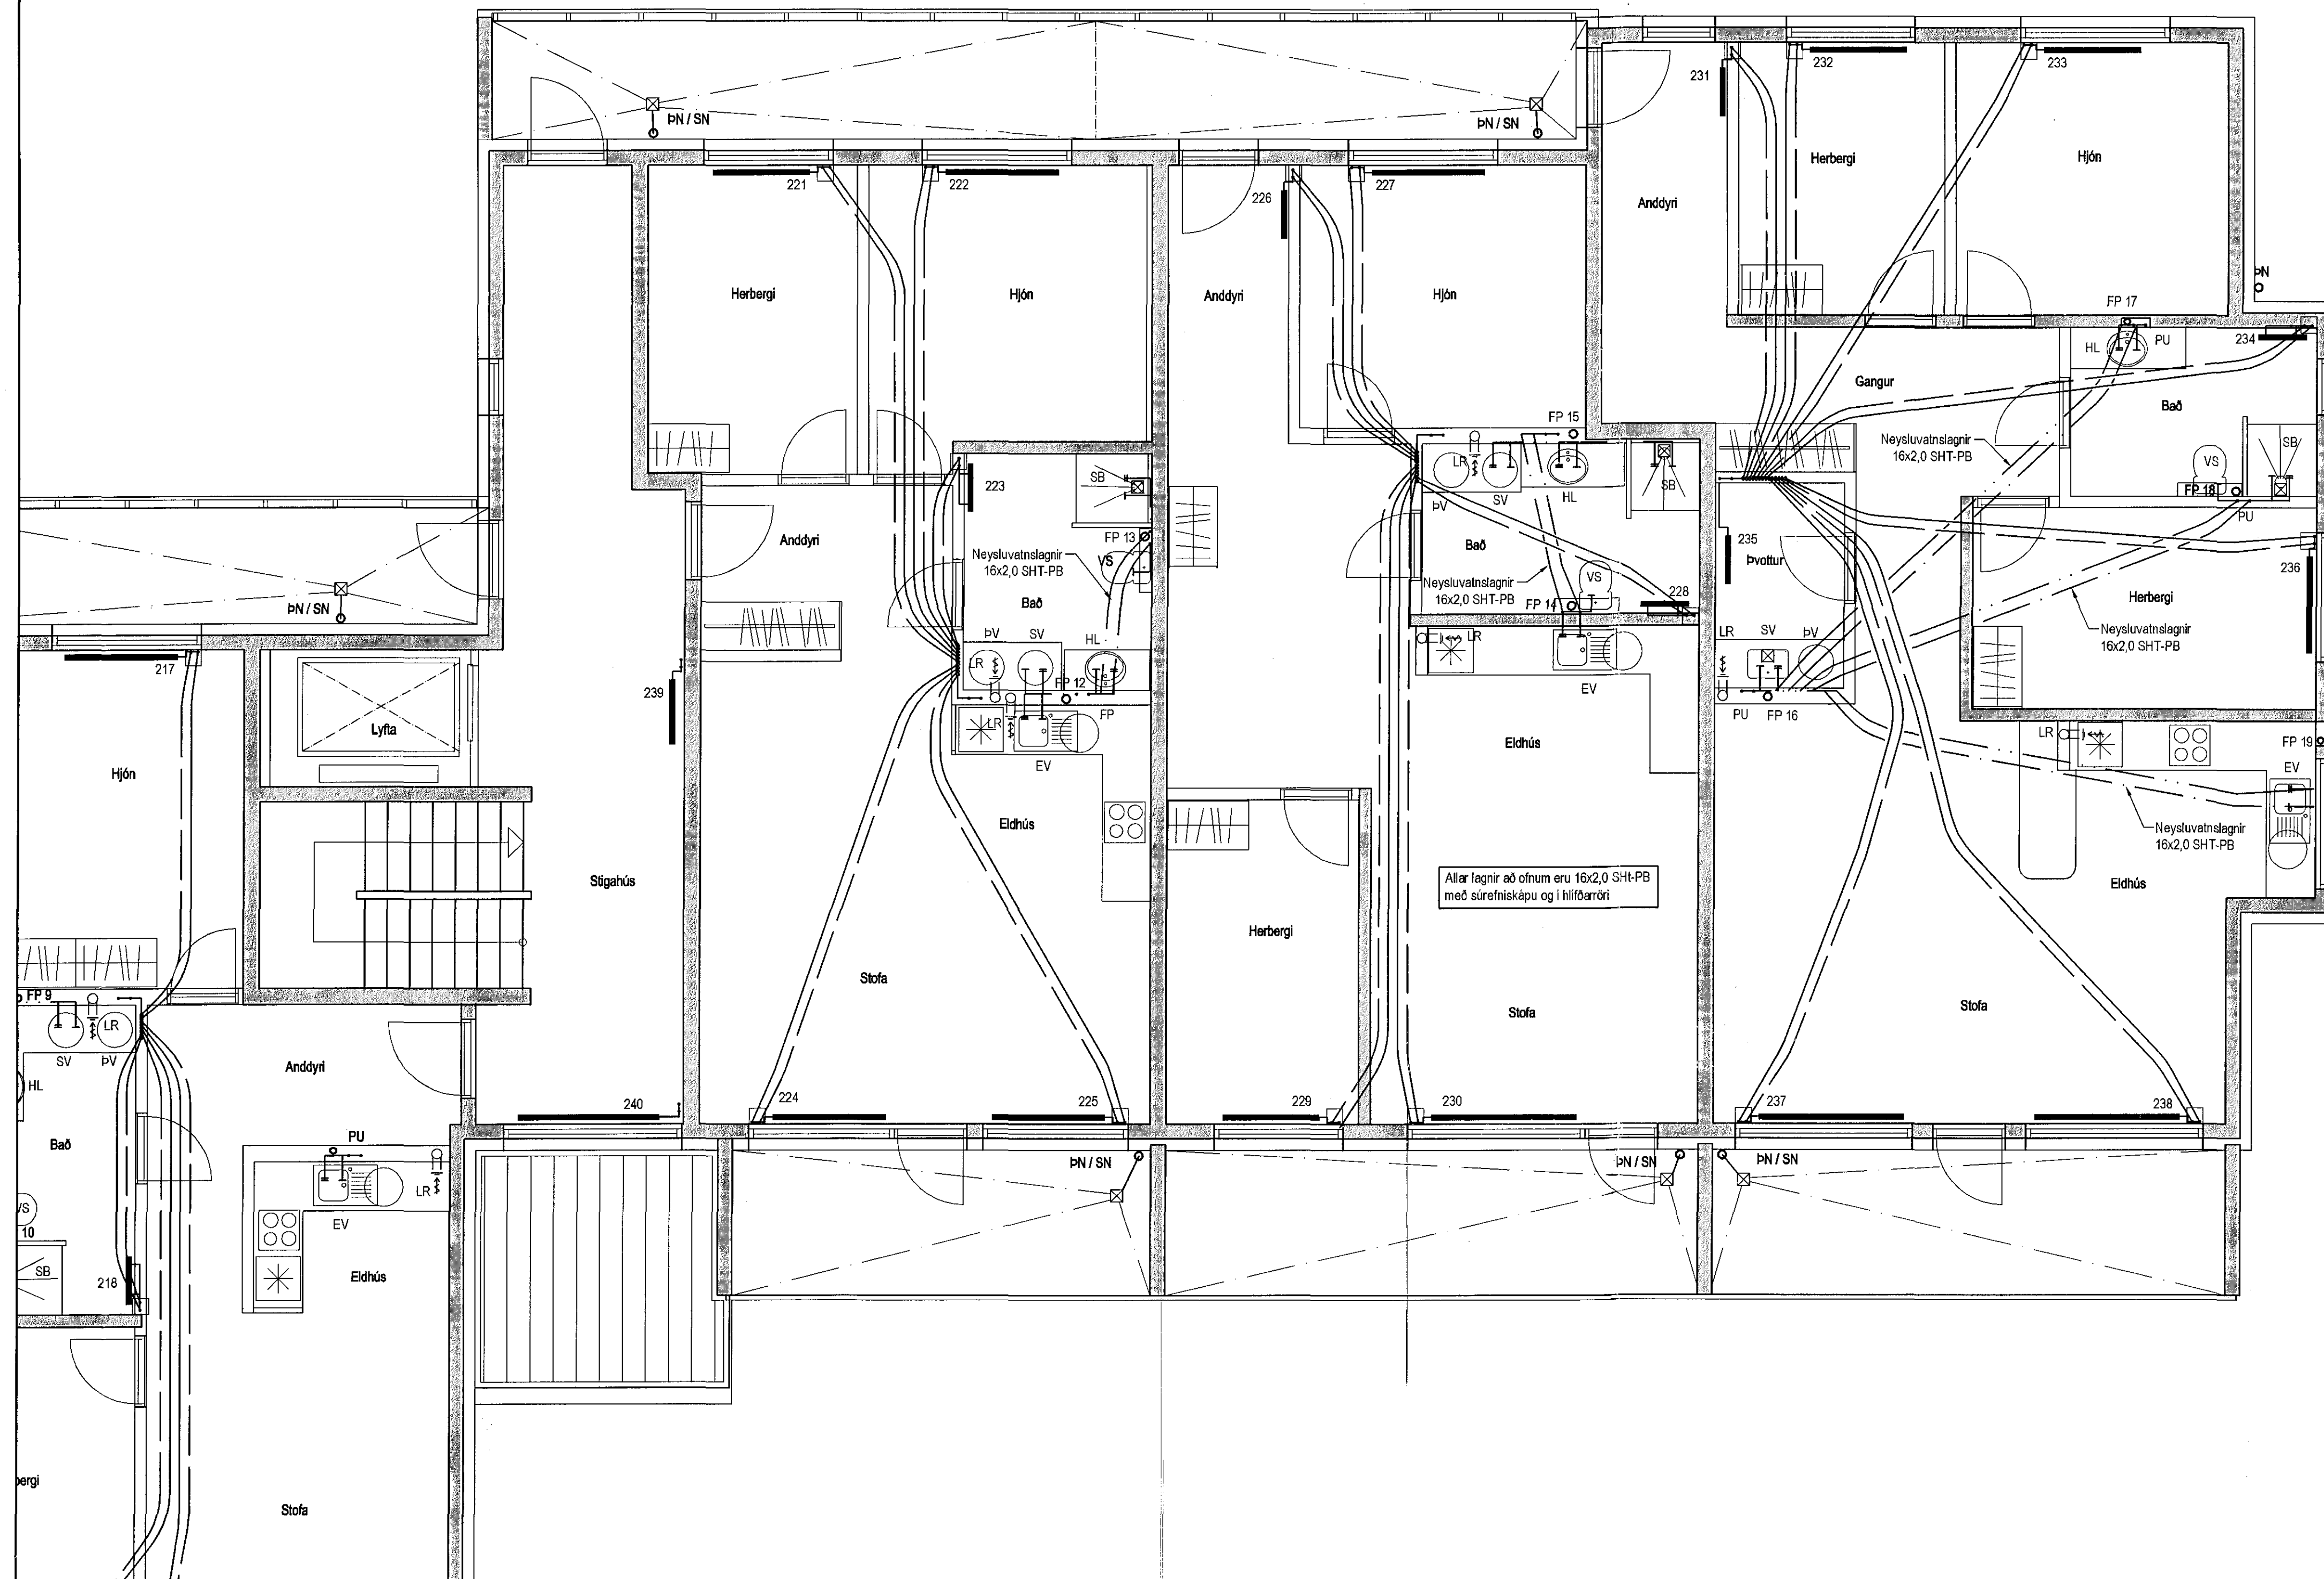 ÞN / SN
ÞN / SN
231
232
233
221
222
226
227
Herbergi
Hjón
Anddyri
ÞN
Herbergi
Hjón
Anddyri
Hjón
FP 17
HL
PU
234
Gangur
Bað
FP 15
Neysluvatnslagnir
16x2,0 SHT-PB
SB
VS
FP 18
PU
LR
ÞV
SV
HL
SB
223
SB
FP 13
VS
Neysluvatnslagnir
16x2,0 SHT-PB
Bað
Anddyri
Bað
Neysluvatnslagnir
16x2,0 SHT-PB
VS
FP 14
228
235
Þvottur
236
Herbergi
Neysluvatnslagnir
16x2,0 SHT-PB
ÞN / SN
217
Lyfta
239
ÞV
SV
HL
LR
FP 12
FP
LR
EV
LR
EV
LR
SV
ÞV
PU
FP 16
LR
FP 19
EV
Hjón
Eldhús
Eldhús
Neysluvatnslagnir
16x2,0 SHT-PB
Eldhús
Stigahús
Allar lagnir að ofnum eru 16x2,0 SHt-PB
með súrefniskápu og í hlífðarröri
Herbergi
Stofa
Stofa
Stofa
FP 9
LR
SV
ÞV
HL
Anddyri
240
224
225
229
230
237
238
Bað
PU
LR
EV
ÞN / SN
ÞN / SN
ÞN / SN
VS
10
SB
218
Eldhús
bergi
Stofa